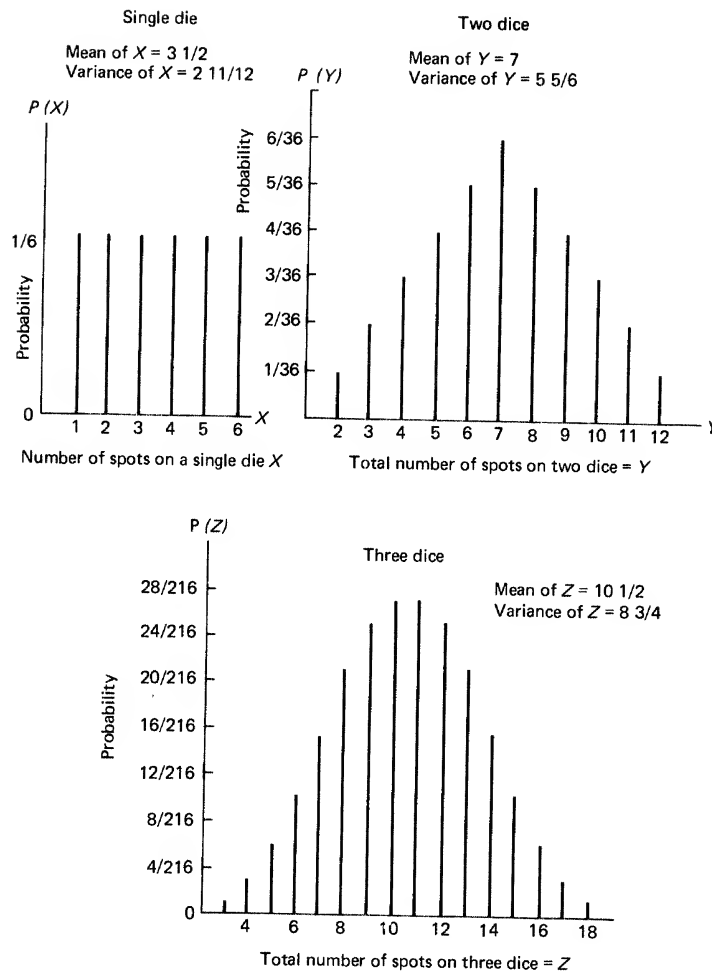 Single die
Mean of X = 3 1/2
Variance of X = 2 11/12
P (X)
1/6
Probability
0
1 2 3 4 5 6 X
Number of spots on a single die X
Two dice
Mean of Y = 7
Variance of Y = 5 5/6
P (Y)
Probability
6/36
5/36
4/36
3/36
2/36
1/36
2 3 4 5 6 7 8 9 10 11 12 Y
Total number of spots on two dice = Y
P (Z)
Three dice
Mean of Z = 10 1/2
Variance of Z = 8 3/4
Probability
28/216
24/216
20/216
16/216
12/216
8/216
4/216
0
4 6 8 10 12 14 16 18
Total number of spots on three dice = Z